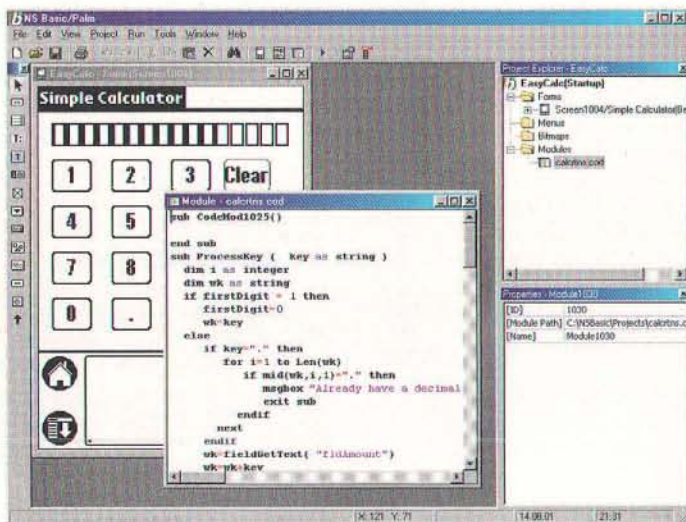 NS Basic/Palm
File Edit View Project Run Tools Window Help
Simple Calculator
1 2 3 Clear
4 5
7 8
0 .
Module - calcrtns.cod
sub CodeMod1025()
end sub
sub ProcessKey ( key as string )
dim i as integer
dim wk as string
if firstDigit = 1 then
firstDigit=0
wk=key
else
if key="." then
for i=1 to Len(wk)
if mid(wk,i,1)="." then
msgbox "Already have a decimal
exit sub
endif
next
endif
wk=fieldGetText( "fldAmount")
wk=wk+key
Project Explorer - EasyCalc
EasyCalc(Startup)
Forms
Screen1004/Simple Calculator(Be
Menus
Bitmaps
Modules
calcrtns.cod
Properties - Module1030
[ID] 1030
[Module Path] C:\NSBasic\Projects\calcrtns.c
[Name] Module1030
X: 121 Y: 71
14.08.01
21:31